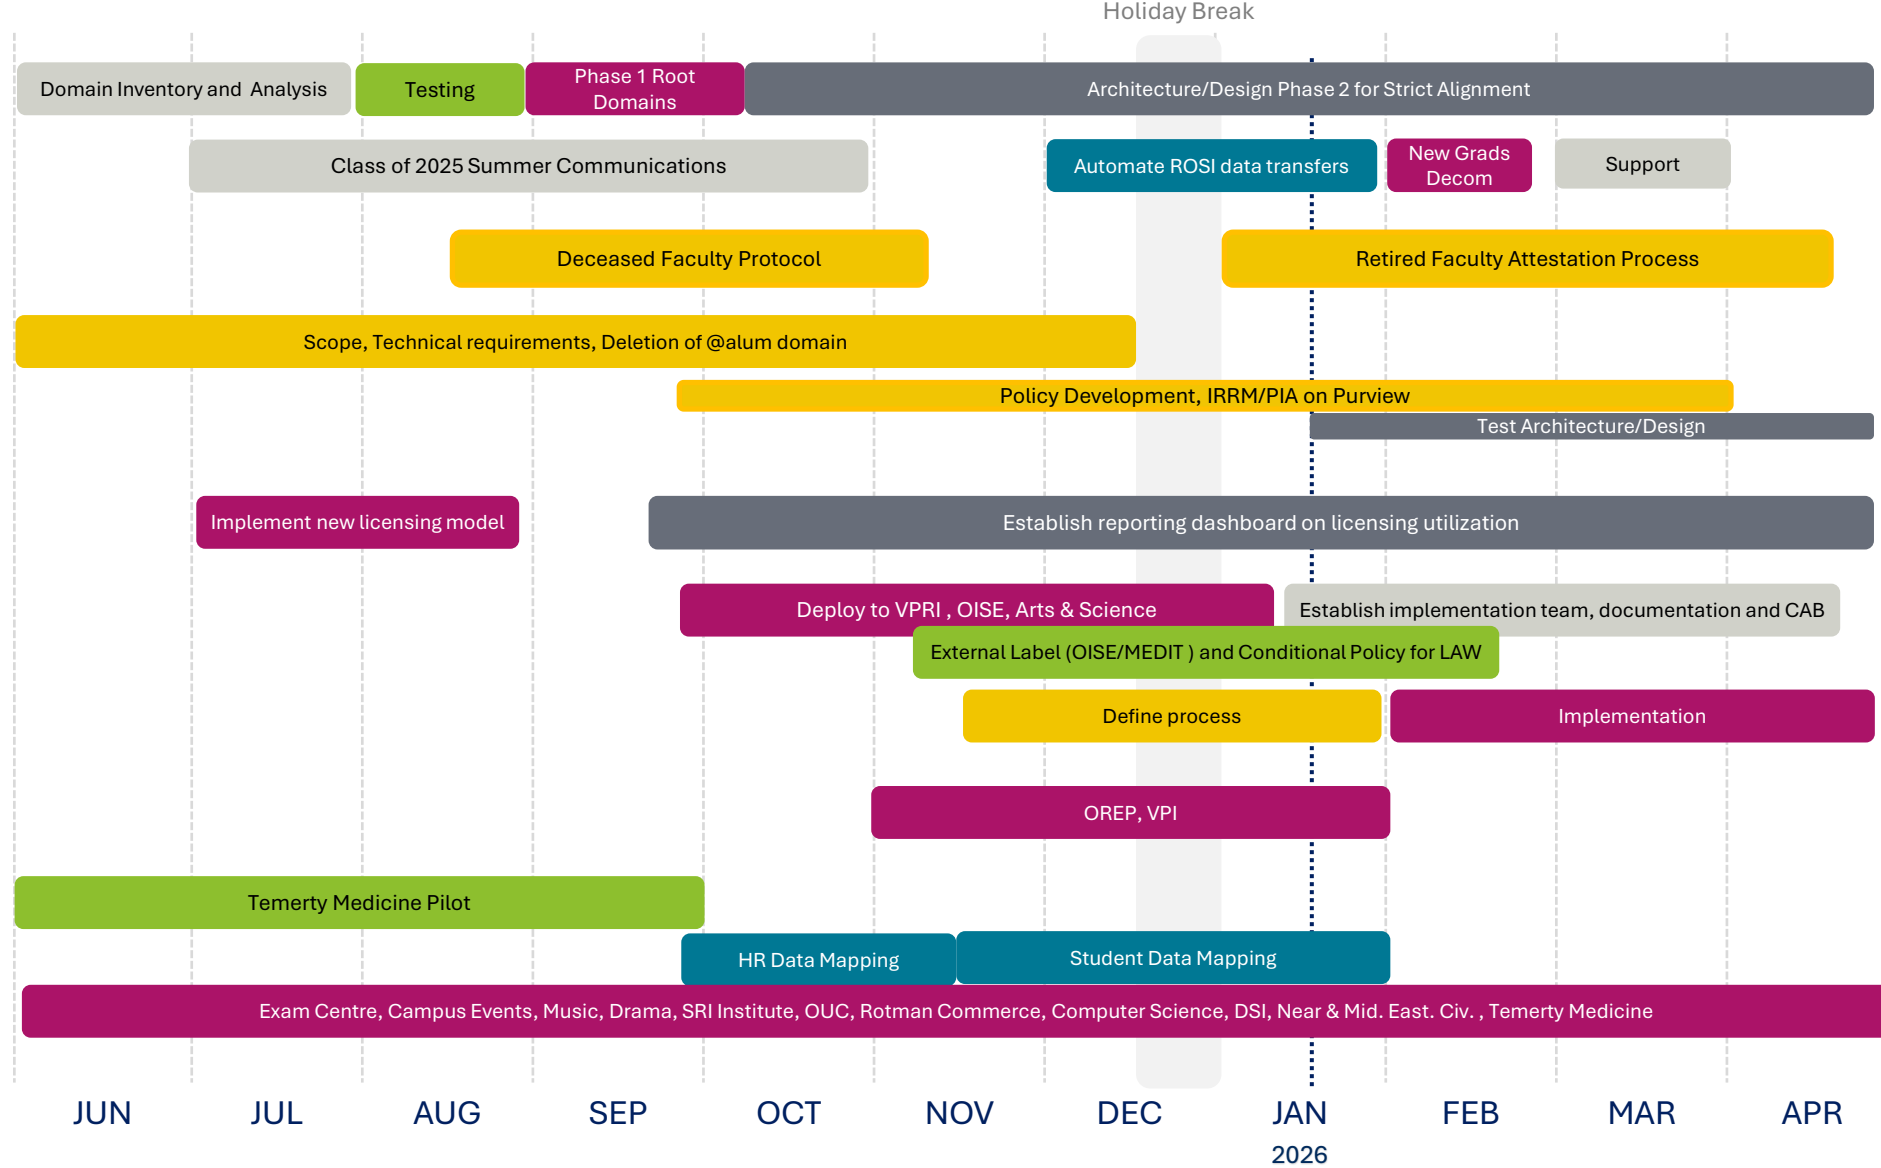 Holiday Break
Domain Inventory and Analysis
Testing
Phase 1 Root
Domains
Architecture/Design Phase 2 for Strict Alignment
Class of 2025 Summer Communications
Automate ROSI data transfers
New Grads
Decom
Support
Deceased Faculty Protocol
Retired Faculty Attestation Process
Scope, Technical requirements, Deletion of @alum domain
Policy Development, IRRM/PIA on Purview
Test Architecture/Design
Implement new licensing model
Establish reporting dashboard on licensing utilization
Deploy to VPRI , OISE, Arts & Science
Establish implementation team, documentation and CAB
External Label (OISE/MEDIT ) and Conditional Policy for LAW
Define process
Implementation
OREP, VPI
Temerty Medicine Pilot
HR Data Mapping
Student Data Mapping
Exam Centre, Campus Events, Music, Drama, SRI Institute, OUC, Rotman Commerce, Computer Science, DSI, Near & Mid. East. Civ. , Temerty Medicine
JUN
JUL
AUG
SEP
OCT
NOV
DEC
JAN
FEB
MAR
APR
2026